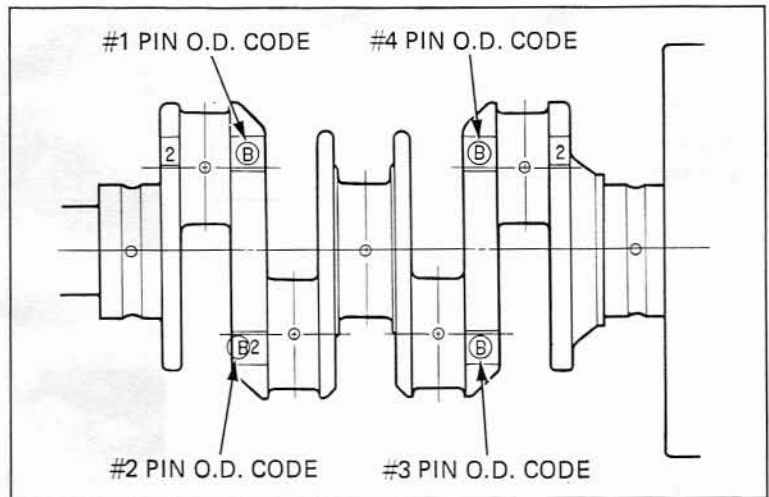 #1 PIN O.D. CODE
#4 PIN O.D. CODE
2
B
B
2
B2
B
#2 PIN O.D. CODE
#3 PIN O.D. CODE